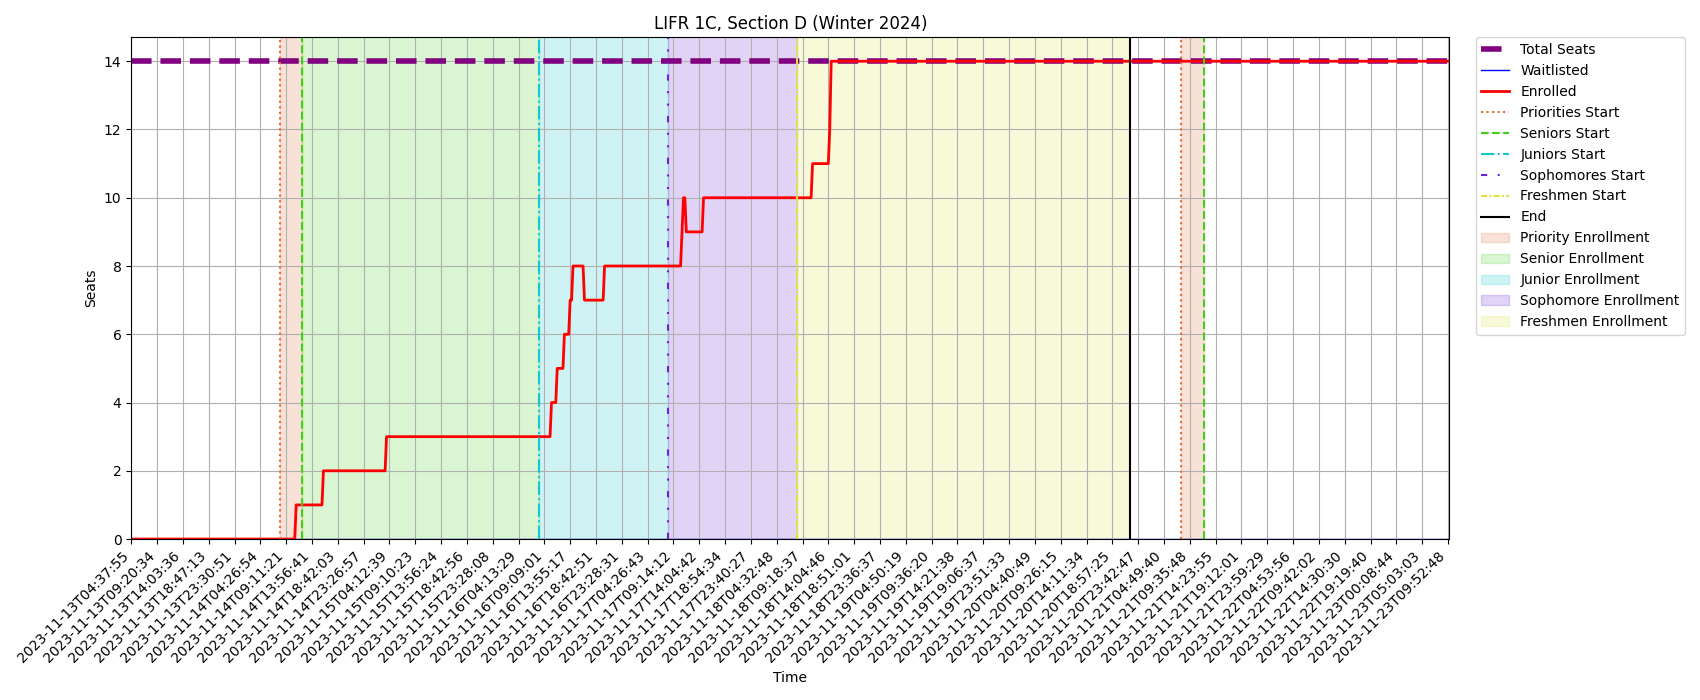 LIFR 1C, Section D (Winter 2024)
Seats
14
12
10
8
6
4
2
0
2023-11-13T04:37:55
2023-11-13T09:20:34
2023-11-13T14:03:36
2023-11-13T18:47:13
2023-11-13T23:30:51
2023-11-14T04:26:54
2023-11-14T09:11:21
2023-11-14T13:56:41
2023-11-14T18:42:03
2023-11-14T23:26:57
2023-11-15T04:12:39
2023-11-15T09:10:23
2023-11-15T13:56:24
2023-11-15T18:42:56
2023-11-15T23:28:08
2023-11-16T04:13:29
2023-11-16T09:09:01
2023-11-16T13:55:17
2023-11-16T18:42:51
2023-11-16T23:28:31
2023-11-17T04:26:43
2023-11-17T09:14:12
2023-11-17T14:04:42
2023-11-17T18:54:34
2023-11-17T23:40:27
2023-11-18T04:32:48
2023-11-18T09:18:37
2023-11-18T14:04:46
2023-11-18T18:51:01
2023-11-18T23:36:37
2023-11-19T04:50:19
2023-11-19T09:36:20
2023-11-19T14:21:38
2023-11-19T19:06:37
2023-11-19T23:51:33
2023-11-20T04:40:49
2023-11-20T09:26:15
2023-11-20T14:11:34
2023-11-20T18:57:25
2023-11-20T23:42:47
2023-11-21T04:49:40
2023-11-21T09:35:48
2023-11-21T14:23:55
2023-11-21T19:12:01
2023-11-21T23:59:29
2023-11-22T04:53:56
2023-11-22T09:42:02
2023-11-22T14:30:30
2023-11-22T19:19:40
2023-11-23T00:08:44
2023-11-23T05:03:03
2023-11-23T09:52:48
Time
Total Seats
Waitlisted
Enrolled
Priorities Start
Seniors Start
Juniors Start
Sophomores Start
Freshmen Start
End
Priority Enrollment
Senior Enrollment
Junior Enrollment
Sophomore Enrollment
Freshmen Enrollment